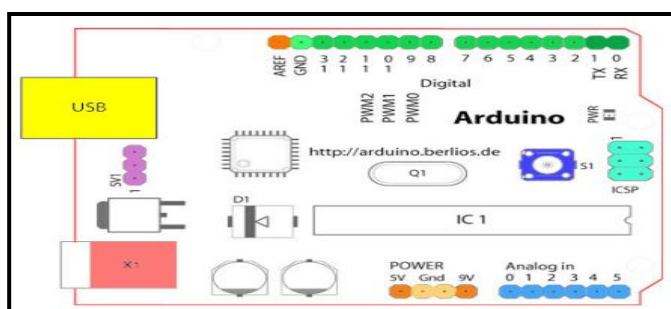 AREF GND 13 12 11 10 9 8 7 6 5 4 3 2 1 0
TX RX
Digital
USB
PWM2 PWM1 PWM0
Arduino
PWR
http://arduino.berlios.de
SV1
1
Q1
S1
1
ICSP
D1
IC 1
X1
POWER
5V Gnd 9V
Analog in
0 1 2 3 4 5